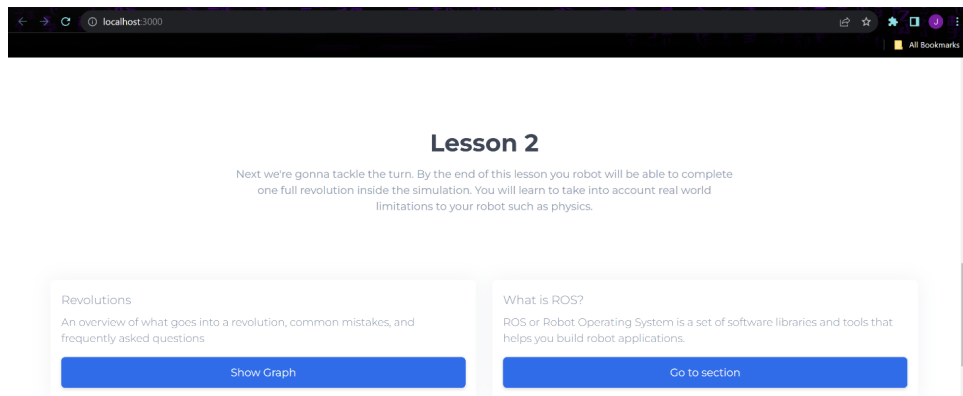 localhost:3000
J
All Bookmarks
Lesson 2
Next we're gonna tackle the turn. By the end of this lesson you robot will be able to complete
one full revolution inside the simulation. You will learn to take into account real world
limitations to your robot such as physics.
Revolutions
An overview of what goes into a revolution, common mistakes, and
frequently asked questions
Show Graph
What is ROS?
ROS or Robot Operating System is a set of software libraries and tools that
helps you build robot applications.
Go to section